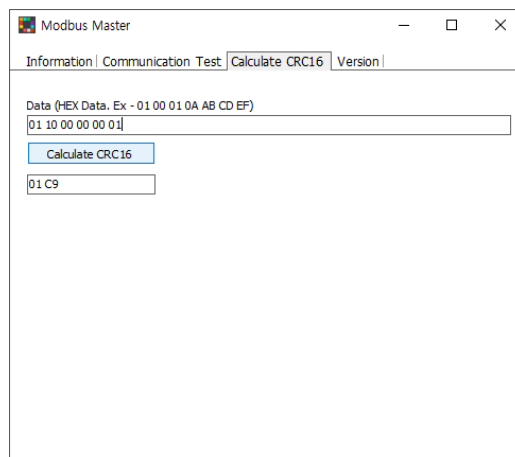 Modbus Master
Information Communication Test Calculate CRC16 Version
Data (HEX Data. Ex - 01 00 01 0A AB CD EF)
01 10 00 00 00 01
Calculate CRC16
01 C9